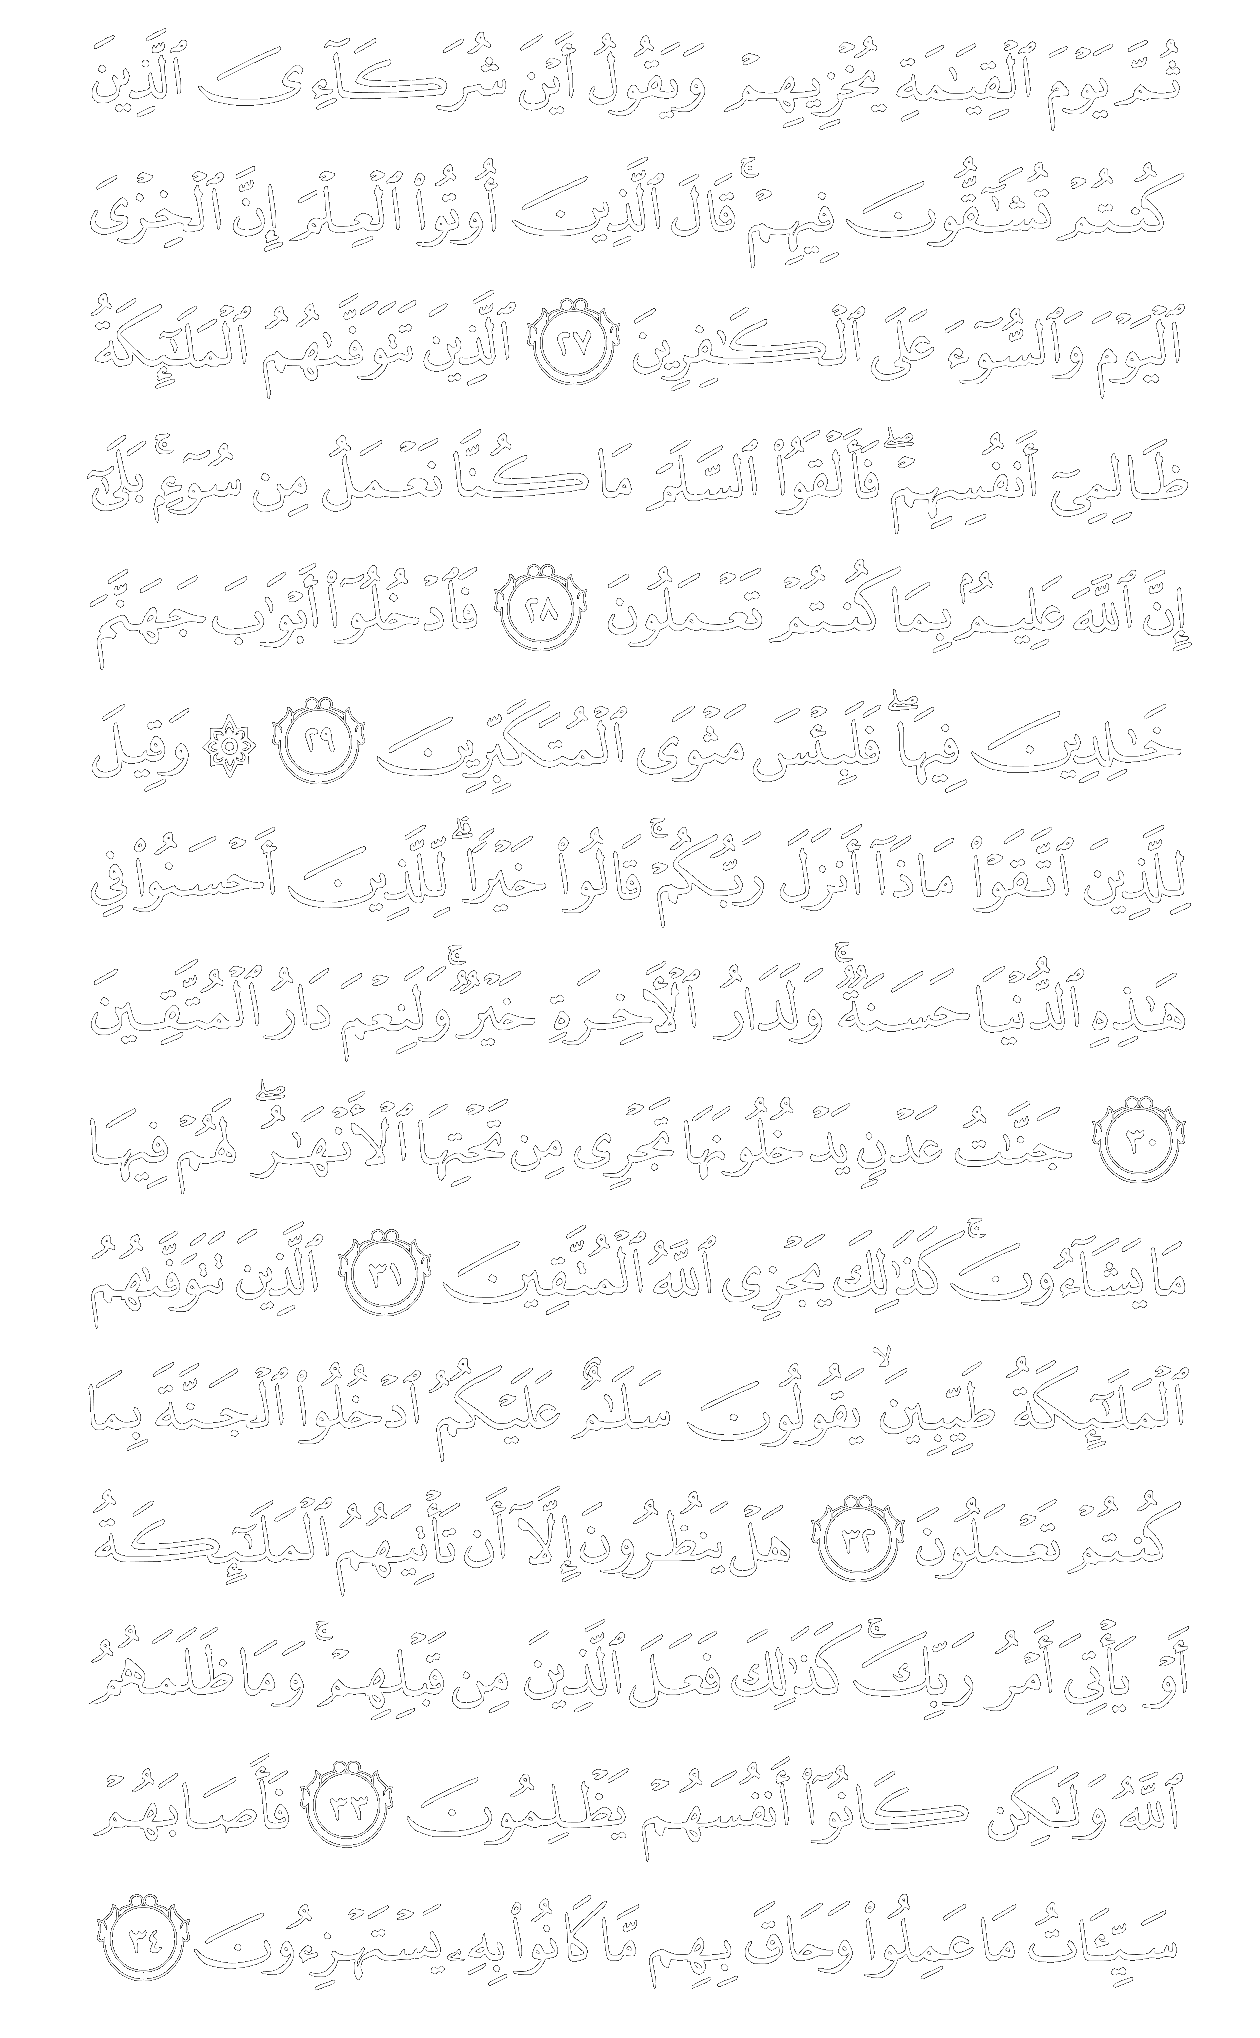 ثُمَّ يَوْمَ ٱلْقِيَـٰمَةِ يُخْزِيهِمْ وَيَقُولُ أَيْنَ شُرَكَآءِىَ ٱلَّذِينَ
كُنتُمْ تُشَـٰٓقُّونَ فِيهِمْ ۚ قَالَ ٱلَّذِينَ أُوتُوا۟ ٱلْعِلْمَ إِنَّ ٱلْخِزْىَ
ٱلْيَوْمَ وَٱلسُّوٓءَ عَلَى ٱلْكَـٰفِرِينَ ٢٧ ٱلَّذِينَ تَتَوَفَّىٰهُمُ ٱلْمَلَـٰٓئِكَةُ
ظَالِمِىٓ أَنفُسِهِمْ ۖ فَأَلْقَوُا۟ ٱلسَّلَمَ مَا كُنَّا نَعْمَلُ مِن سُوٓءٍۭ ۚ بَلَىٰٓ
إِنَّ ٱللَّهَ عَلِيمٌۢ بِمَا كُنتُمْ تَعْمَلُونَ ٢٨ فَٱدْخُلُوٓا۟ أَبْوَٰبَ جَهَنَّمَ
خَـٰلِدِينَ فِيهَا ۖ فَلَبِئْسَ مَثْوَى ٱلْمُتَكَبِّرِينَ ٢٩ ۞ وَقِيلَ
لِلَّذِينَ ٱتَّقَوْا۟ مَاذَآ أَنزَلَ رَبُّكُمْ ۚ قَالُوا۟ خَيْرًا ۗ لِّلَّذِينَ أَحْسَنُوا۟ فِى
هَـٰذِهِ ٱلدُّنْيَا حَسَنَةٌ ۚ وَلَدَارُ ٱلْأَخِرَةِ خَيْرٌ ۚ وَلَنِعْمَ دَارُ ٱلْمُتَّقِينَ
٣٠ جَنَّـٰتُ عَدْنٍ يَدْخُلُونَهَا تَجْرِى مِن تَحْتِهَا ٱلْأَنْهَـٰرُ ۖ لَهُمْ فِيهَا
مَا يَشَآءُونَ ۚ كَذَٰلِكَ يَجْزِى ٱللَّهُ ٱلْمُتَّقِينَ ٣١ ٱلَّذِينَ تَتَوَفَّىٰهُمُ
ٱلْمَلَـٰٓئِكَةُ طَيِّبِينَ ۙ يَقُولُونَ سَلَـٰمٌ عَلَيْكُمُ ٱدْخُلُوا۟ ٱلْجَنَّةَ بِمَا
كُنتُمْ تَعْمَلُونَ ٣٢ هَلْ يَنظُرُونَ إِلَّآ أَن تَأْتِيَهُمُ ٱلْمَلَـٰٓئِكَةُ
أَوْ يَأْتِىَ أَمْرُ رَبِّكَ ۚ كَذَٰلِكَ فَعَلَ ٱلَّذِينَ مِن قَبْلِهِمْ ۚ وَمَا ظَلَمَهُمُ
ٱللَّهُ وَلَـٰكِن كَانُوٓا۟ أَنفُسَهُمْ يَظْلِمُونَ ٣٣ فَأَصَابَهُمْ
سَيِّـَٔاتُ مَا عَمِلُوا۟ وَحَاقَ بِهِم مَّا كَانُوا۟ بِهِۦ يَسْتَهْزِءُونَ ٣٤